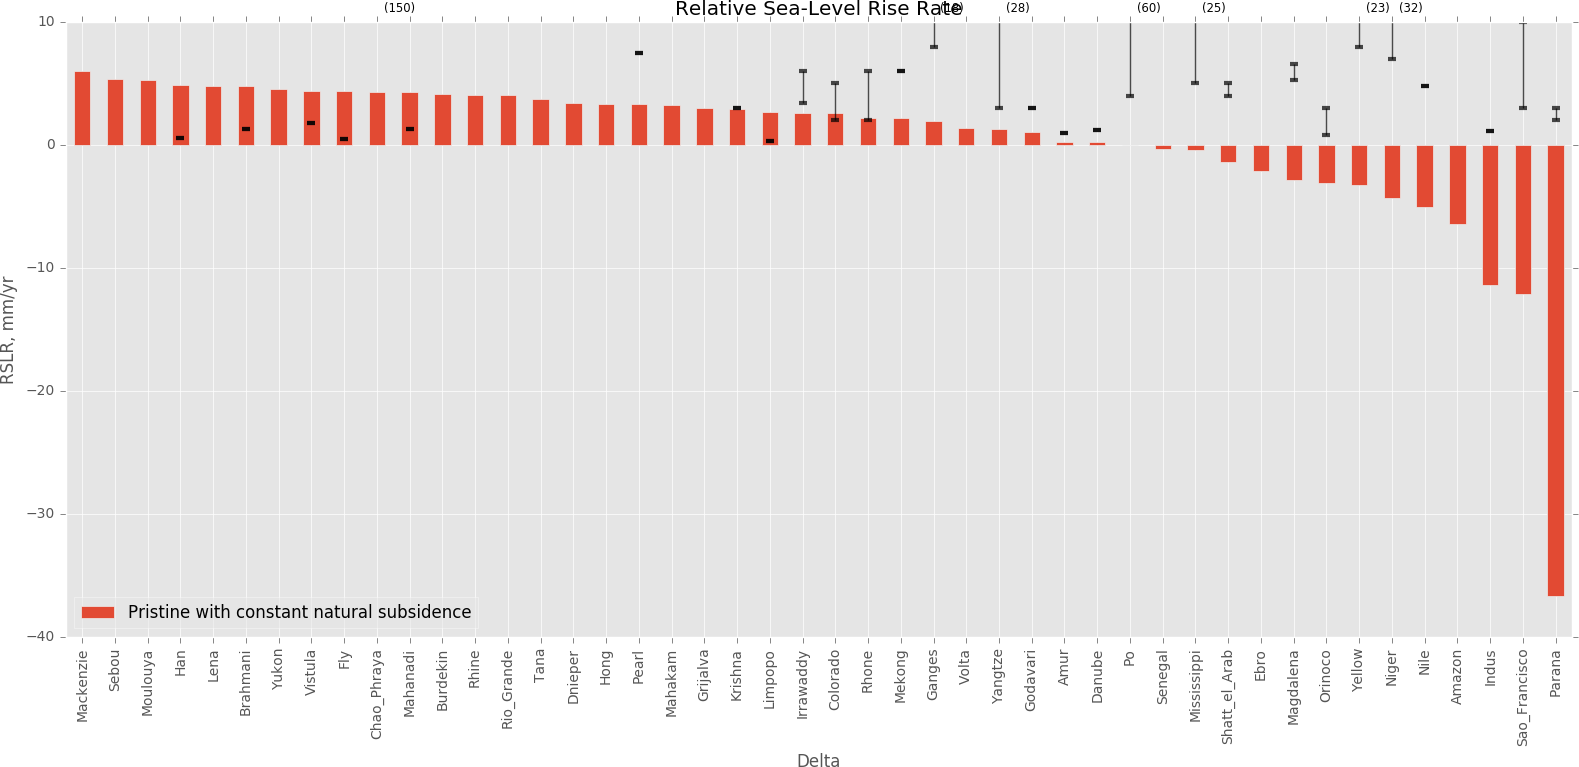 Relative Sea-Level Rise Rate
(150)
(28)
(60)
(25)
(23)
(32)
RSLR, mm/yr
10
0
−10
−20
−30
−40
Pristine with constant natural subsidence
Mackenzie
Sebou
Moulouya
Han
Lena
Brahmani
Yukon
Vistula
Fly
Chao_Phraya
Mahanadi
Burdekin
Rhine
Rio_Grande
Tana
Dnieper
Hong
Pearl
Mahakam
Grijalva
Krishna
Limpopo
Irrawaddy
Colorado
Rhone
Mekong
Ganges
Volta
Yangtze
Godavari
Amur
Danube
Po
Senegal
Mississippi
Shatt_el_Arab
Ebro
Magdalena
Orinoco
Yellow
Niger
Nile
Amazon
Indus
Sao_Francisco
Parana
Delta